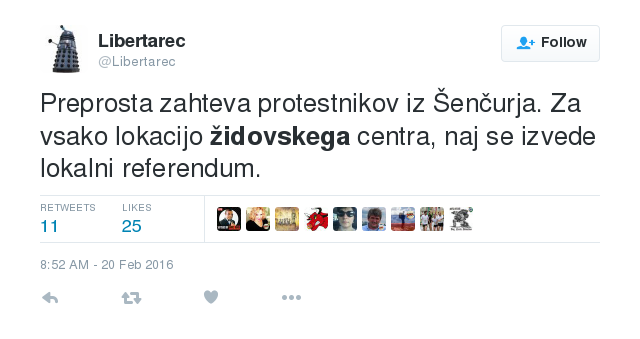 Libertarec
@Libertarec
Follow
Preprosta zahteva protestnikov iz Šenčurja. Za
vsako lokacijo židovskega centra, naj se izvede
lokalni referendum.
RETWEETS
11
LIKES
25
8:52 AM - 20 Feb 2016